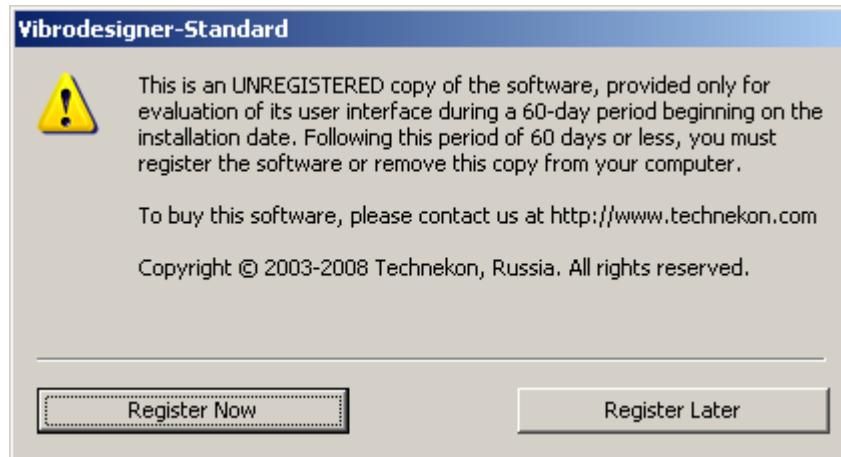 Vibrodesigner-Standard
This is an UNREGISTERED copy of the software, provided only for
evaluation of its user interface during a 60-day period beginning on the
installation date. Following this period of 60 days or less, you must
register the software or remove this copy from your computer.
To buy this software, please contact us at http://www.technekon.com
Copyright © 2003-2008 Technekon, Russia. All rights reserved.
Register Now
Register Later